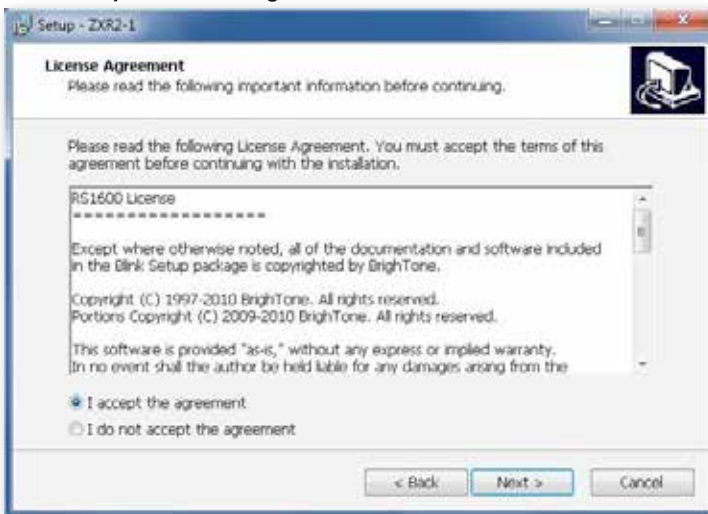 Setup - ZXR2-1
License Agreement
Please read the following important information before continuing.
Please read the following License Agreement. You must accept the terms of this
agreement before continuing with the installation.
RS1600 License
==================
Except where otherwise noted, all of the documentation and software included
in the Blink Setup package is copyrighted by BrighTone.
Copyright (C) 1997-2010 BrighTone. All rights reserved.
Portions Copyright (C) 2009-2010 BrighTone. All rights reserved.
This software is provided "as-is," without any express or implied warranty.
In no event shall the author be held liable for any damages arising from the
I accept the agreement
I do not accept the agreement
< Back Next > Cancel